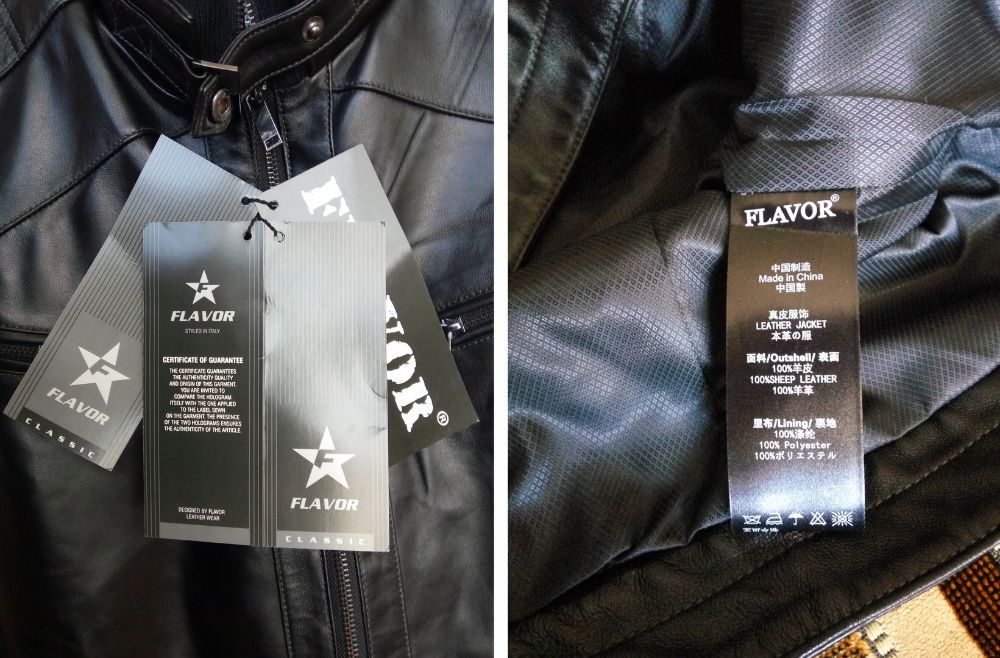 FLAVOR
CLASSIC
FLAVOR
STYLED IN ITALY
CERTIFICATE OF GUARANTEE
THE CERTIFICATE GUARANTEES
THE AUTHENTICITY QUALITY
AND ORIGIN OF THIS GARMENT.
YOU ARE INVITED TO
COMPARE THE HOLOGRAM
ITSELF WITH THE ONE APPLIED
TO THE LABEL SEWN
ON THE GARMENT, THE PRESENCE
OF THE TWO HOLOGRAMS ENSURES
THE AUTHENTICITY OF THE ARTICLE
DESIGNED BY FLAVOR
LEATHER WEAR
FLAVOR
CLASSIC
FLAVOR®
中国制造
Made in China
中国製
真皮服饰
LEATHER JACKET
本革の服
面料/Outshell/ 表面
100%羊皮
100%SHEEP LEATHER
100%羊革
里布/Lining/ 裏地
100%涤纶
100% Polyester
100%ポリエステル